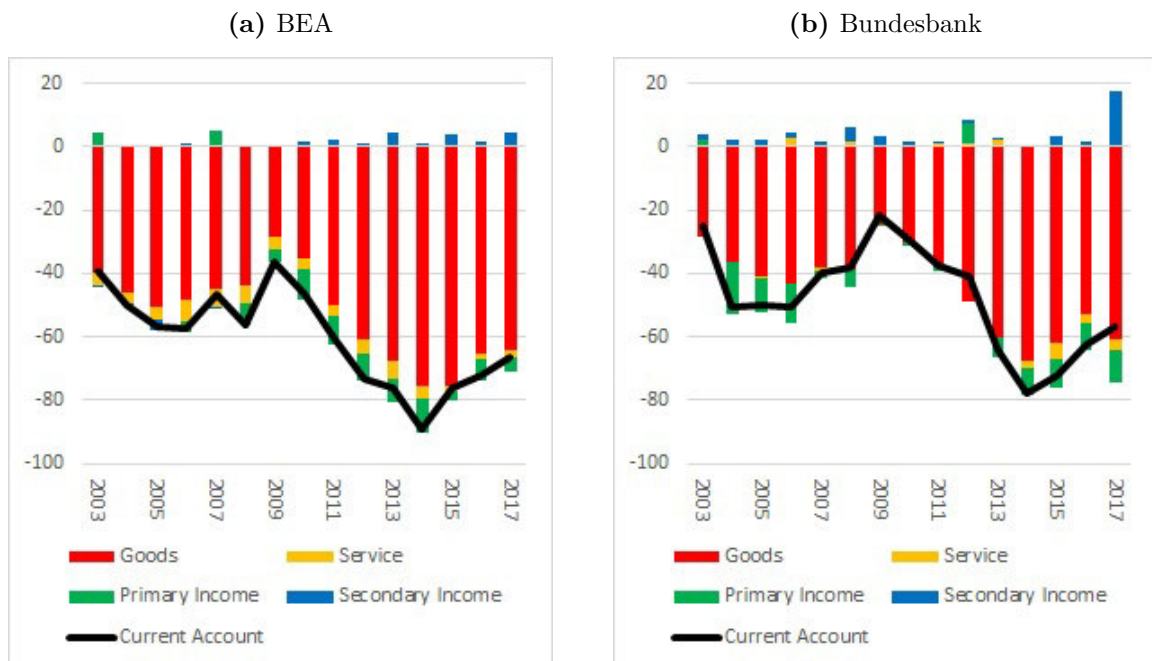 (a) BEA
20
0
-20
-40
-60
-80
-100
2003
2005
2007
2009
2011
2013
2015
2017
Goods
Service
Primary Income
Secondary Income
Current Account
(b) Bundesbank
20
0
-20
-40
-60
-80
-100
2003
2005
2007
2009
2011
2013
2015
2017
Goods
Service
Primary Income
Secondary Income
Current Account